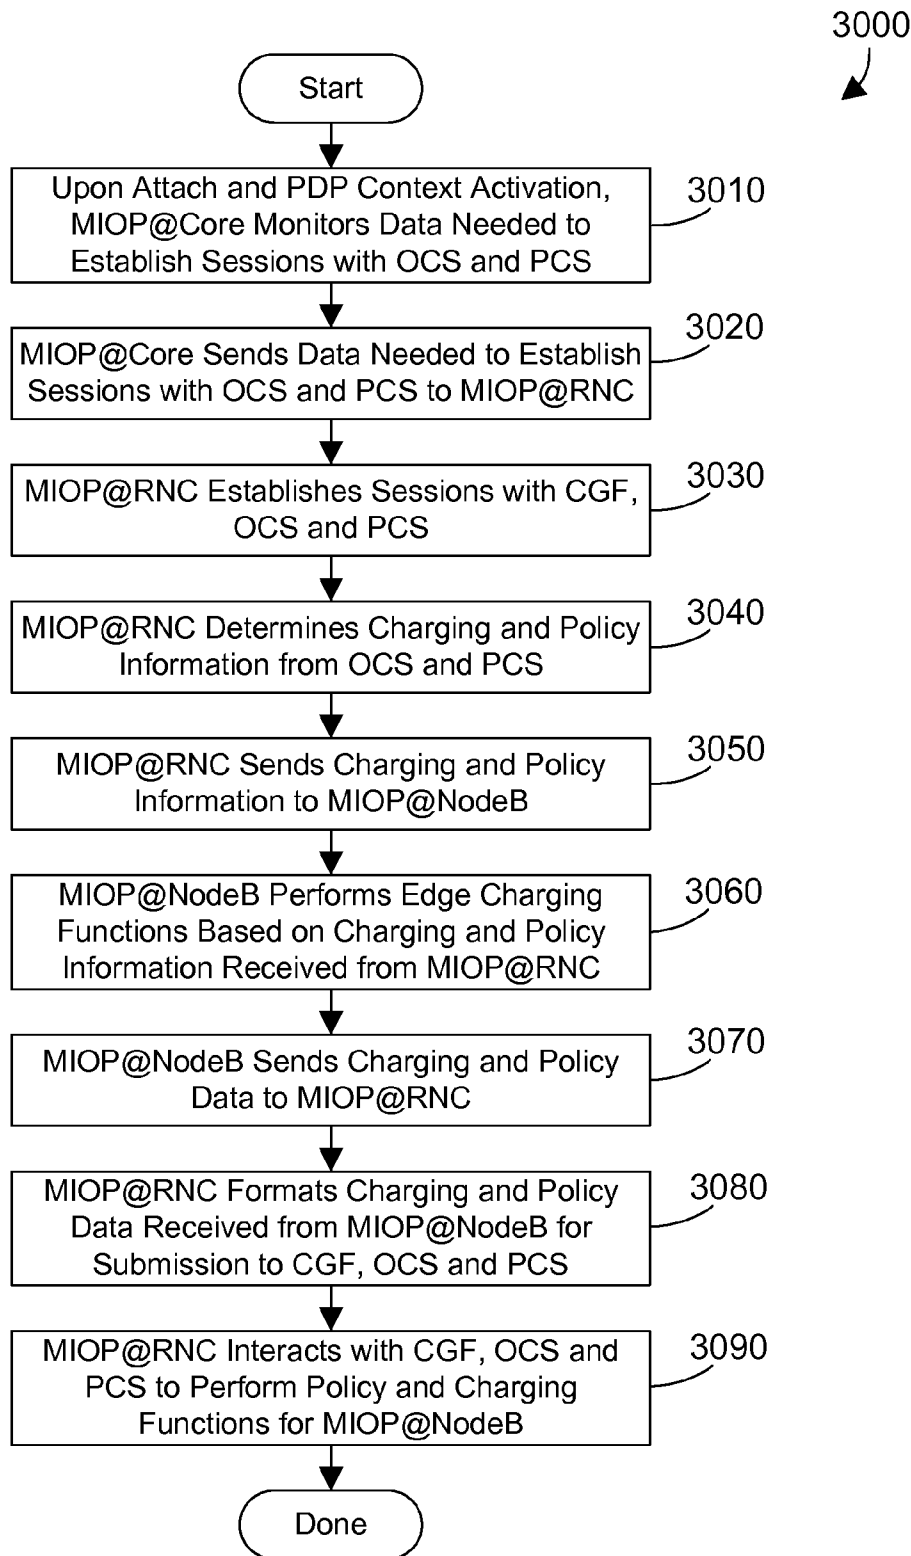 3000
Start
Upon Attach and PDP Context Activation,
MIOP@Core Monitors Data Needed to
Establish Sessions with OCS and PCS
3010
MIOP@Core Sends Data Needed to Establish
Sessions with OCS and PCS to MIOP@RNC
3020
MIOP@RNC Establishes Sessions with CGF,
OCS and PCS
3030
MIOP@RNC Determines Charging and Policy
Information from OCS and PCS
3040
MIOP@RNC Sends Charging and Policy
Information to MIOP@NodeB
3050
MIOP@NodeB Performs Edge Charging
Functions Based on Charging and Policy
Information Received from MIOP@RNC
3060
MIOP@NodeB Sends Charging and Policy
Data to MIOP@RNC
3070
MIOP@RNC Formats Charging and Policy
Data Received from MIOP@NodeB for
Submission to CGF, OCS and PCS
3080
MIOP@RNC Interacts with CGF, OCS and
PCS to Perform Policy and Charging
Functions for MIOP@NodeB
3090
Done